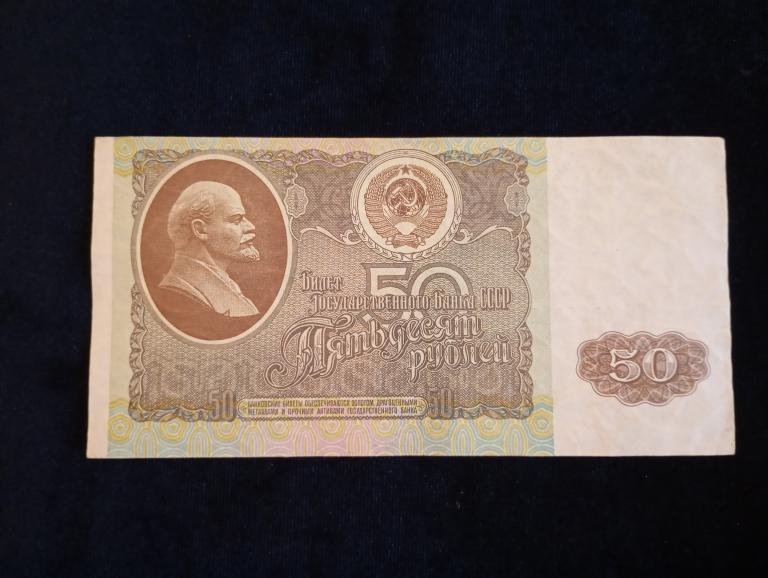 Билет
50
Государственного Банка СССР
Пятьдесят
рублей
50
БАНКОВСКИЕ БИЛЕТЫ ОБЕСПЕЧИВАЮТСЯ ЗОЛОТОМ, ДРАГОЦЕННЫМИ
МЕТАЛЛАМИ И ПРОЧИМИ АКТИВАМИ ГОСУДАРСТВЕННОГО БАНКА
50
50